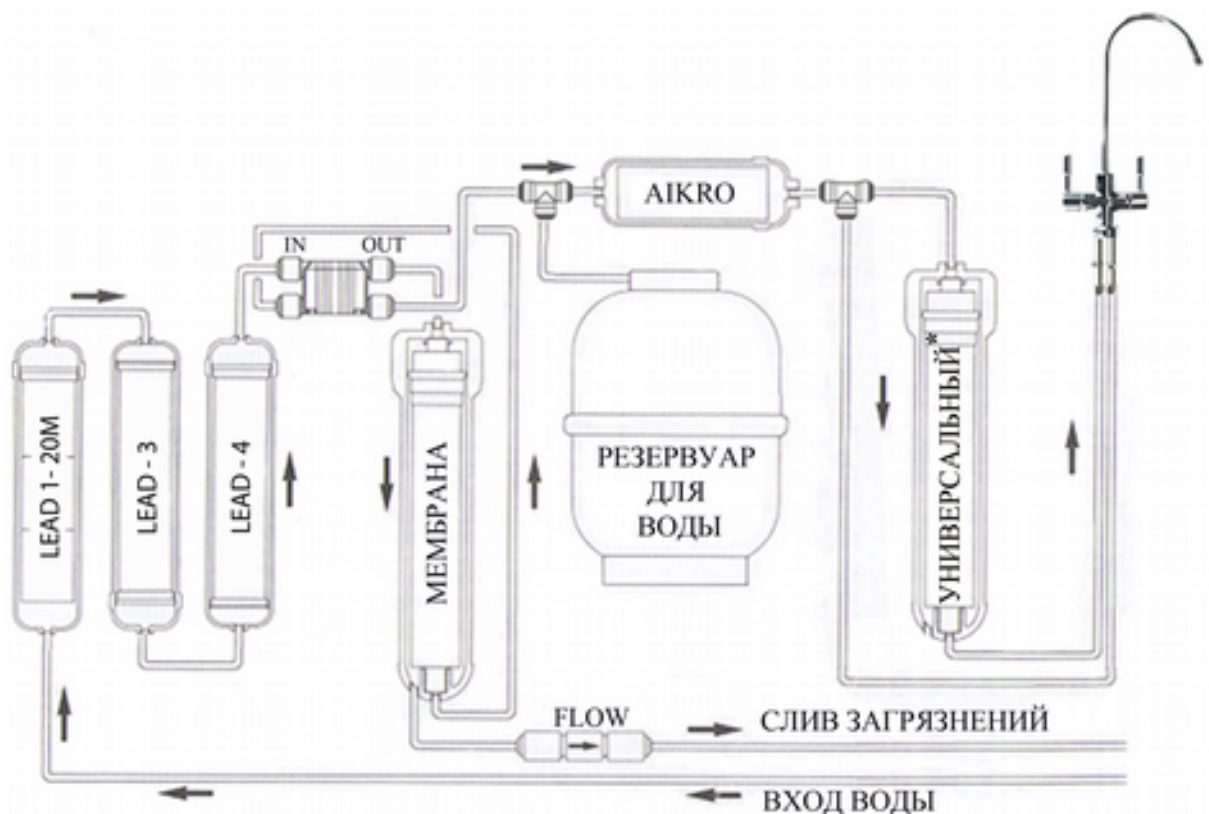 AIKRO
IN
OUT
LEAD 1- 20M
LEAD - 3
LEAD - 4
МЕМБРАНА
РЕЗЕРВУАР
ДЛЯ
ВОДЫ
УНИВЕРСАЛЬНЫЙ*
FLOW
СЛИВ ЗАГРЯЗНЕНИЙ
ВХОД ВОДЫ